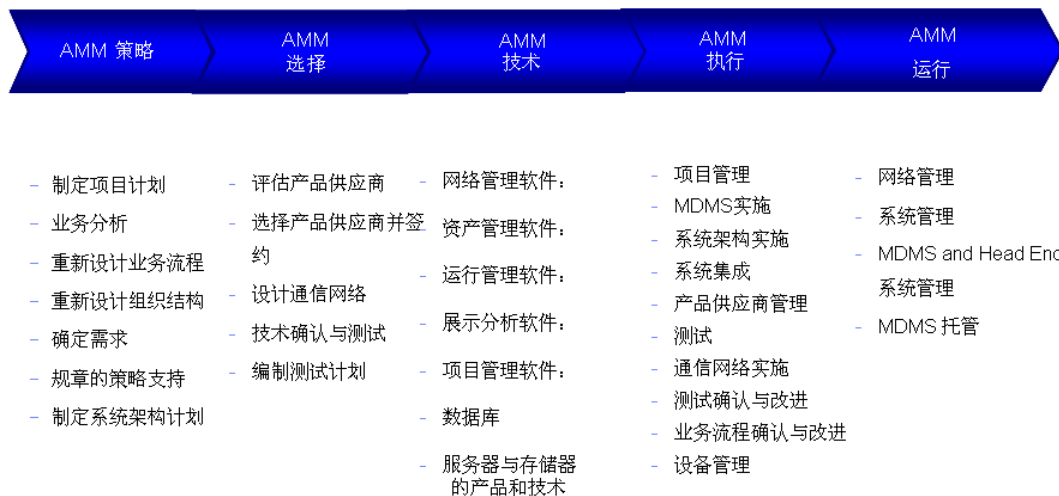 AMM 策略
AMM
选择
AMM
技术
AMM
执行
AMM
运行
- 制定项目计划
- 业务分析
- 重新设计业务流程
- 重新设计组织结构
- 确定需求
- 规章的策略支持
- 制定系统架构计划
- 评估产品供应商
- 选择产品供应商并签
约
- 设计通信网络
- 技术确认与测试
- 编制测试计划
- 网络管理软件:
- 资产管理软件:
- 运行管理软件:
- 展示分析软件:
- 项目管理软件:
- 数据库
- 服务器与存储器
的产品和技术
- 项目管理
- MDMS实施
- 系统架构实施
- 系统集成
- 产品供应商管理
- 测试
- 通信网络实施
- 测试确认与改进
- 业务流程确认与改进
- 设备管理
- 网络管理
- 系统管理
- MDMS and Head End
系统管理
- MDMS 托管